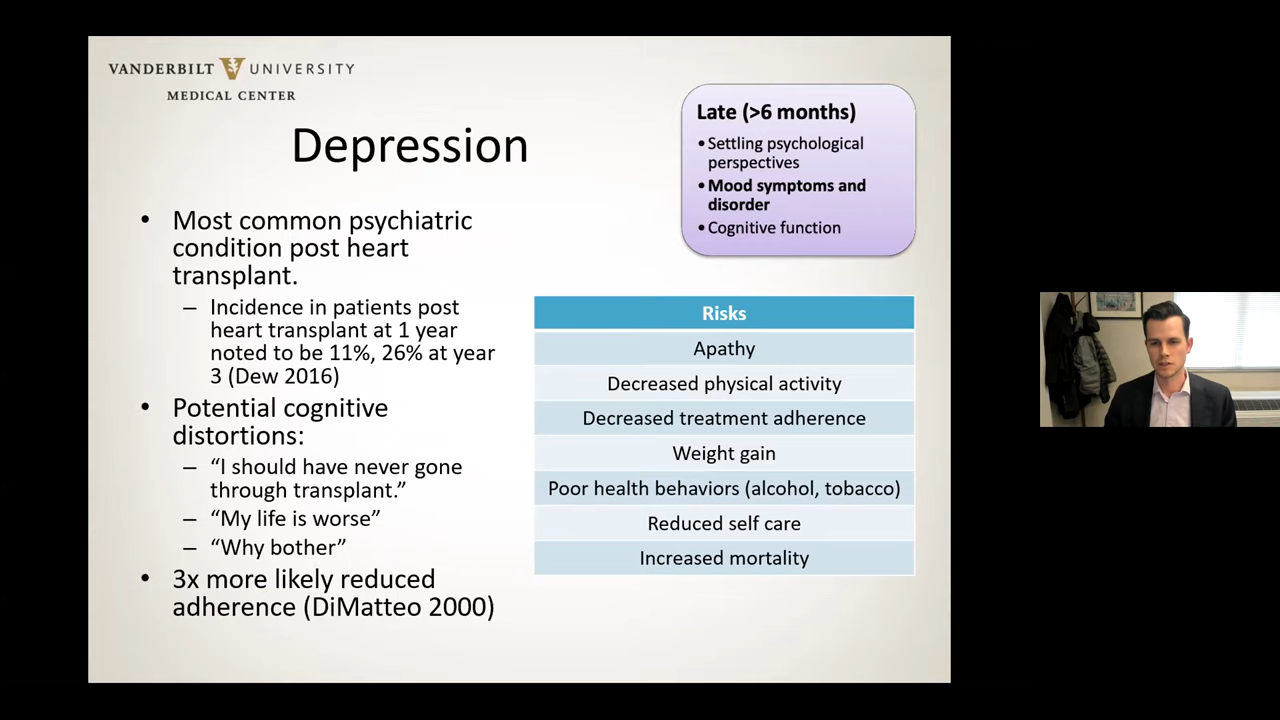 VANDERBILT UNIVERSITY
MEDICAL CENTER
Depression
• Most common psychiatric
condition post heart
transplant.
– Incidence in patients post
heart transplant at 1 year
noted to be 11%, 26% at year
3 (Dew 2016)
• Potential cognitive
distortions:
– “I should have never gone
through transplant.”
– “My life is worse”
– “Why bother”
• 3x more likely reduced
adherence (DiMatteo 2000)
Late (>6 months)
• Settling psychological
perspectives
• Mood symptoms and
disorder
• Cognitive function
Risks
Apathy
Decreased physical activity
Decreased treatment adherence
Weight gain
Poor health behaviors (alcohol, tobacco)
Reduced self care
Increased mortality